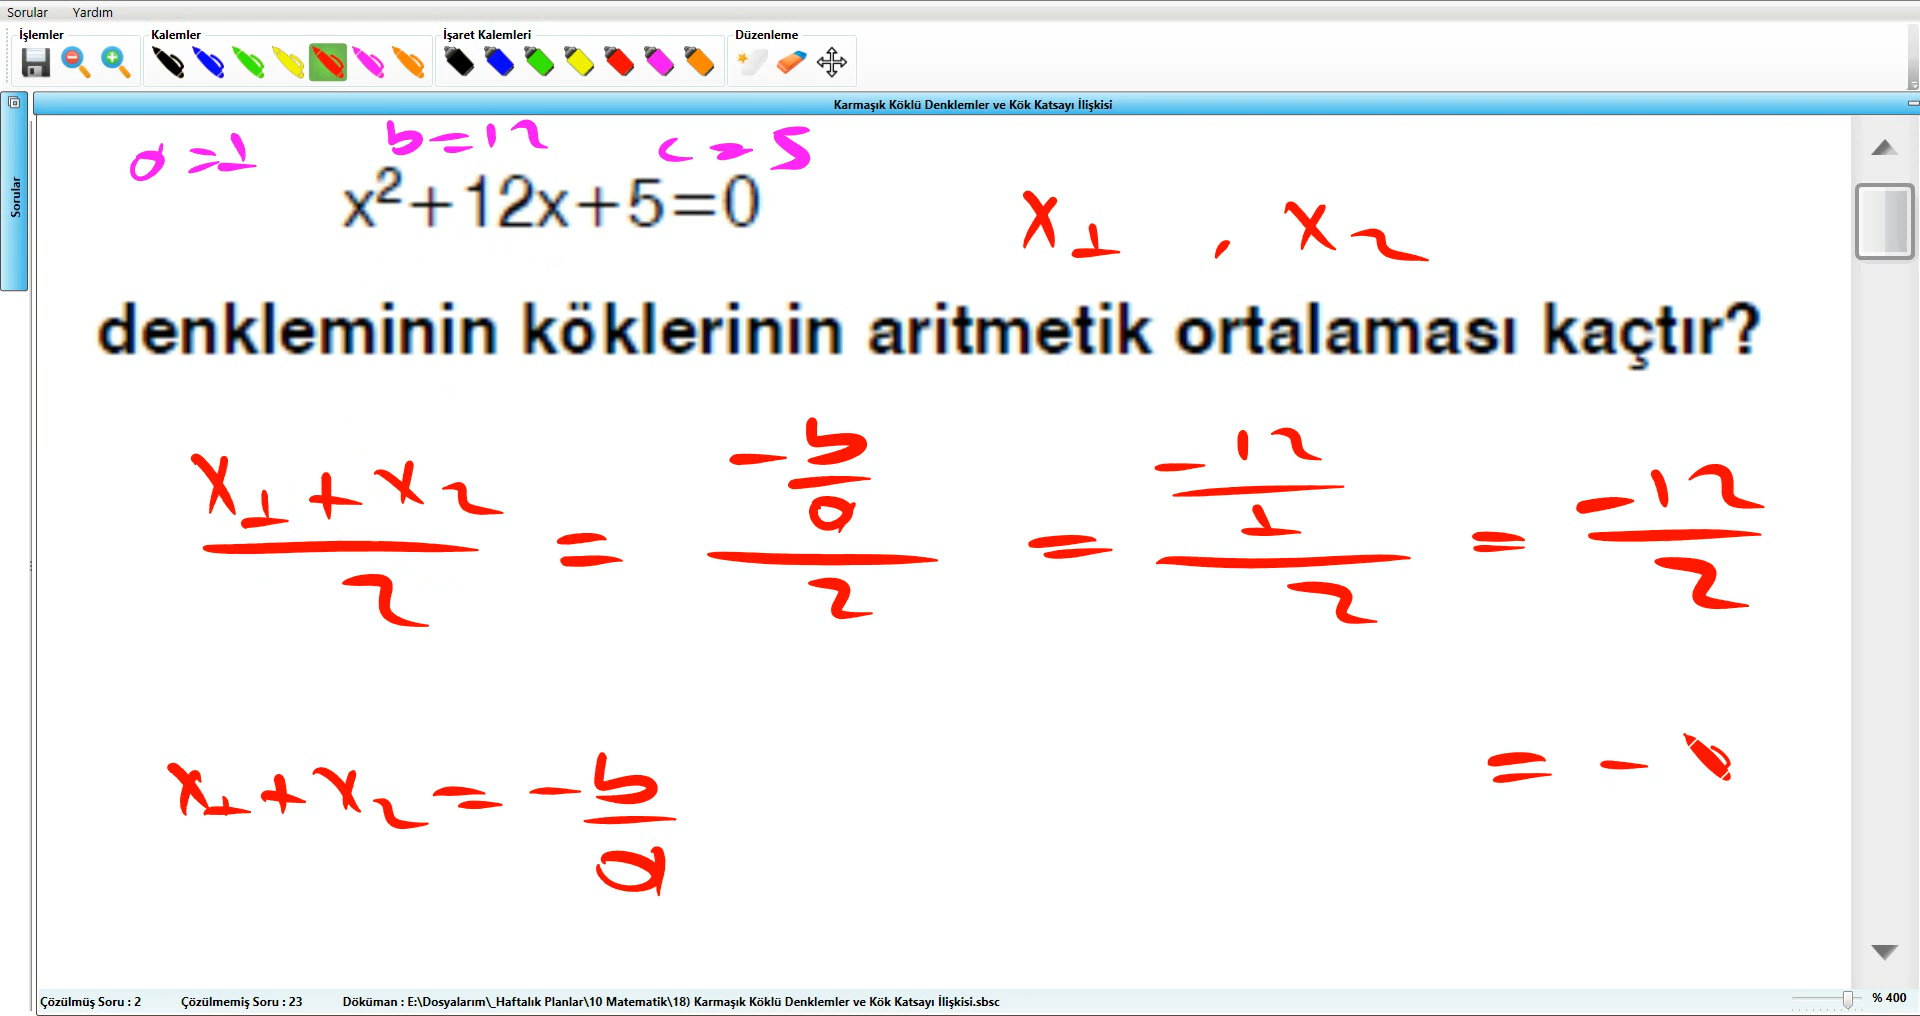 Sorular Yardım
İşlemler Kalemler İşaret Kalemleri Düzenleme
Sorular
Karmaşık Köklü Denklemler ve Kök Katsayı İlişkisi
a = 1 b = 12 c = 5
x²+12x+5=0
x₁ , x₂
denkleminin köklerinin aritmetik ortalaması kaçtır?
(x₁ + x₂)/2 = (-b/a)/2 = (-12/1)/2 = -12/2
= -
x₁ + x₂ = -b/a
Çözülmüş Soru : 2 Çözülmemiş Soru : 23 Döküman : E:\Dosyalarım\_Haftalık Planlar\10 Matematik\18) Karmaşık Köklü Denklemler ve Kök Katsayı İlişkisi.sbsc % 400